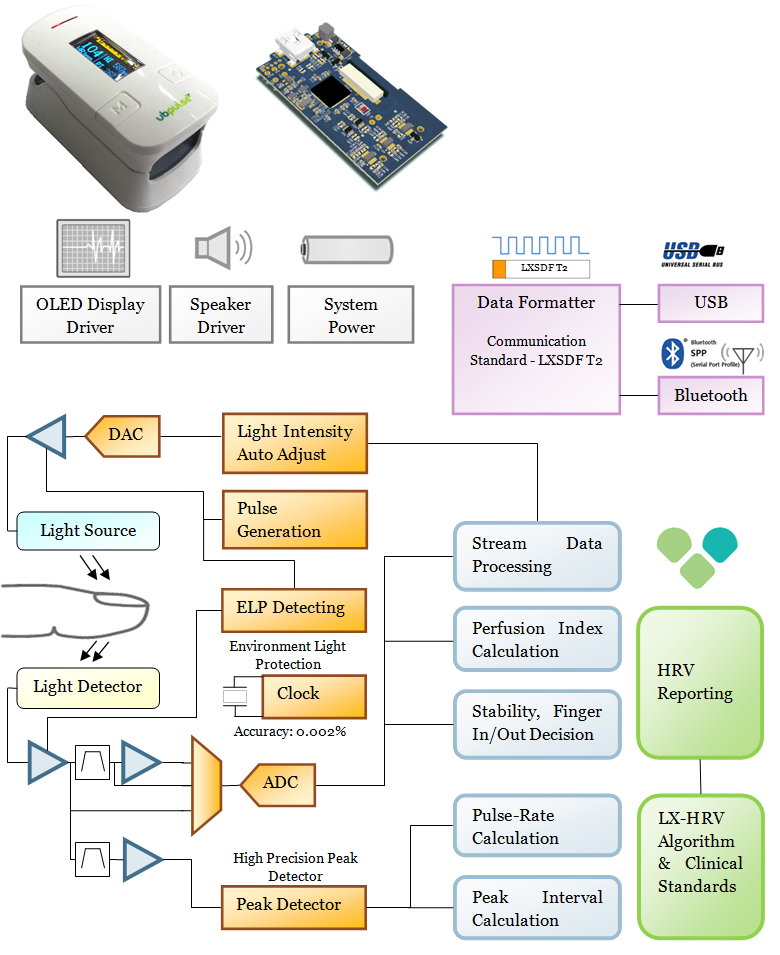 104
M
ubpulse
LXSDF T2
USB
UNIVERSAL SERIAL BUS
OLED Display
Driver
Speaker
Driver
System
Power
Data Formatter
Communication
Standard - LXSDF T2
USB
Bluetooth
SPP
(Serial Port Profile)
Bluetooth
DAC
Light Intensity
Auto Adjust
Pulse
Generation
Light Source
Stream Data
Processing
ELP Detecting
Environment Light
Protection
Perfusion Index
Calculation
HRV
Reporting
Light Detector
Clock
Accuracy: 0.002%
Stability, Finger
In/Out Decision
ADC
Pulse-Rate
Calculation
LX-HRV
Algorithm
& Clinical
Standards
High Precision Peak
Detector
Peak Detector
Peak Interval
Calculation